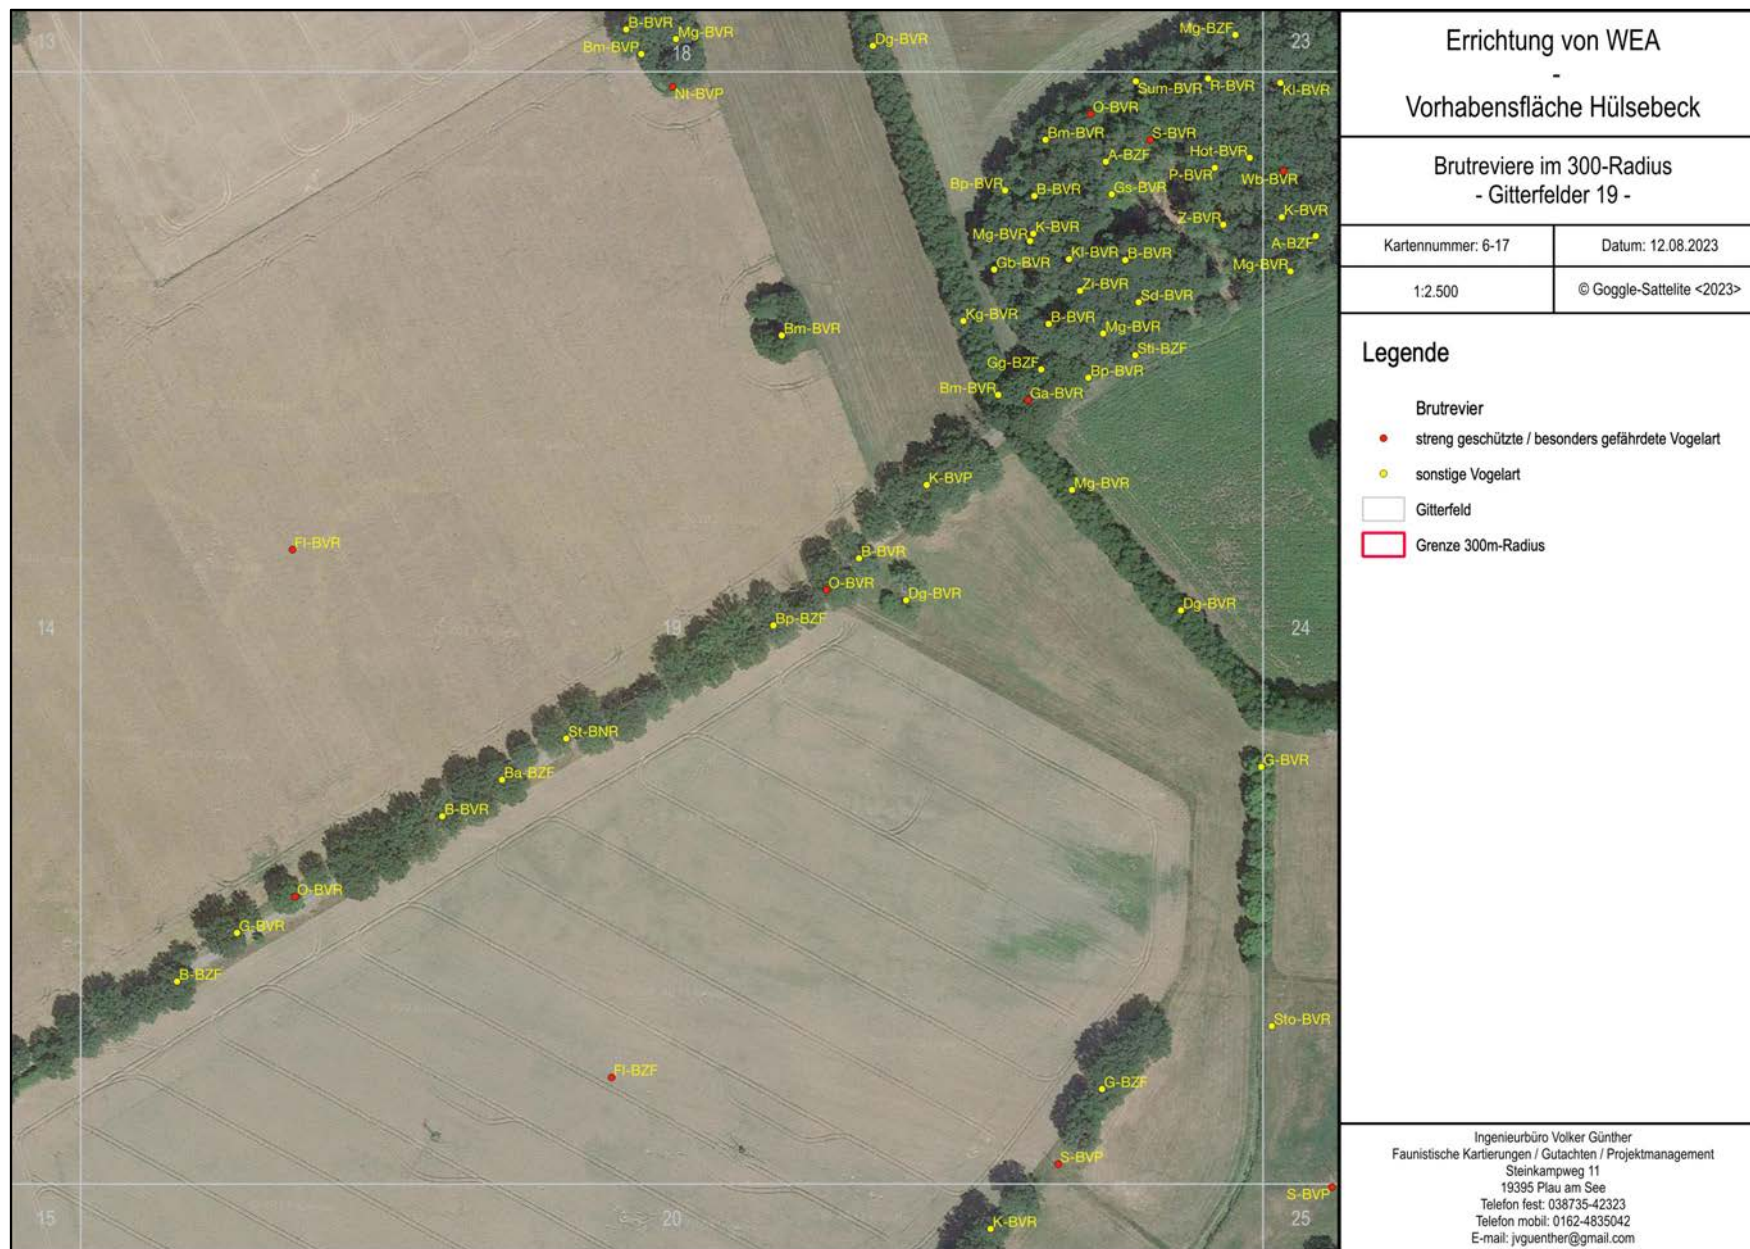 13
B-BVR
Mg-BVR
Bm-BVP
18
Nt-BVP
Dg-BVR
Mg-BZF
23
Sum-BVR
R-BVR
Kl-BVR
O-BVR
Bm-BVR
S-BVR
A-BZF
Hot-BVR
P-BVR
Wb-BVR
Bp-BVR
B-BVR
Gs-BVR
K-BVR
Z-BVR
K-BVR
Mg-BVR
A-BZF
Gb-BVR
Kl-BVR
B-BVR
Mg-BVR
Zi-BVR
Sd-BVR
Kg-BVR
B-BVR
Mg-BVR
Bm-BVR
Sti-BZF
Gg-BZF
Bp-BVR
Bm-BVR
Ga-BVR
K-BVP
Mg-BVR
Fl-BVR
B-BVR
O-BVR
Dg-BVR
Dg-BVR
Bp-BZF
14
19
24
St-BNR
Ba-BZF
G-BVR
B-BVR
O-BVR
G-BVR
B-BZF
Sto-BVR
Fl-BZF
G-BZF
S-BVP
S-BVP
15
20
K-BVR
25
Errichtung von WEA
-
Vorhabensfläche Hülsebeck
Brutreviere im 300-Radius
- Gitterfelder 19 -
Kartennummer: 6-17
Datum: 12.08.2023
1:2.500
© Goggle-Sattelite <2023>
Legende
Brutrevier
streng geschützte / besonders gefährdete Vogelart
sonstige Vogelart
Gitterfeld
Grenze 300m-Radius
Ingenieurbüro Volker Günther
Faunistische Kartierungen / Gutachten / Projektmanagement
Steinkampweg 11
19395 Plau am See
Telefon fest: 038735-42323
Telefon mobil: 0162-4835042
E-mail: jvguenther@gmail.com